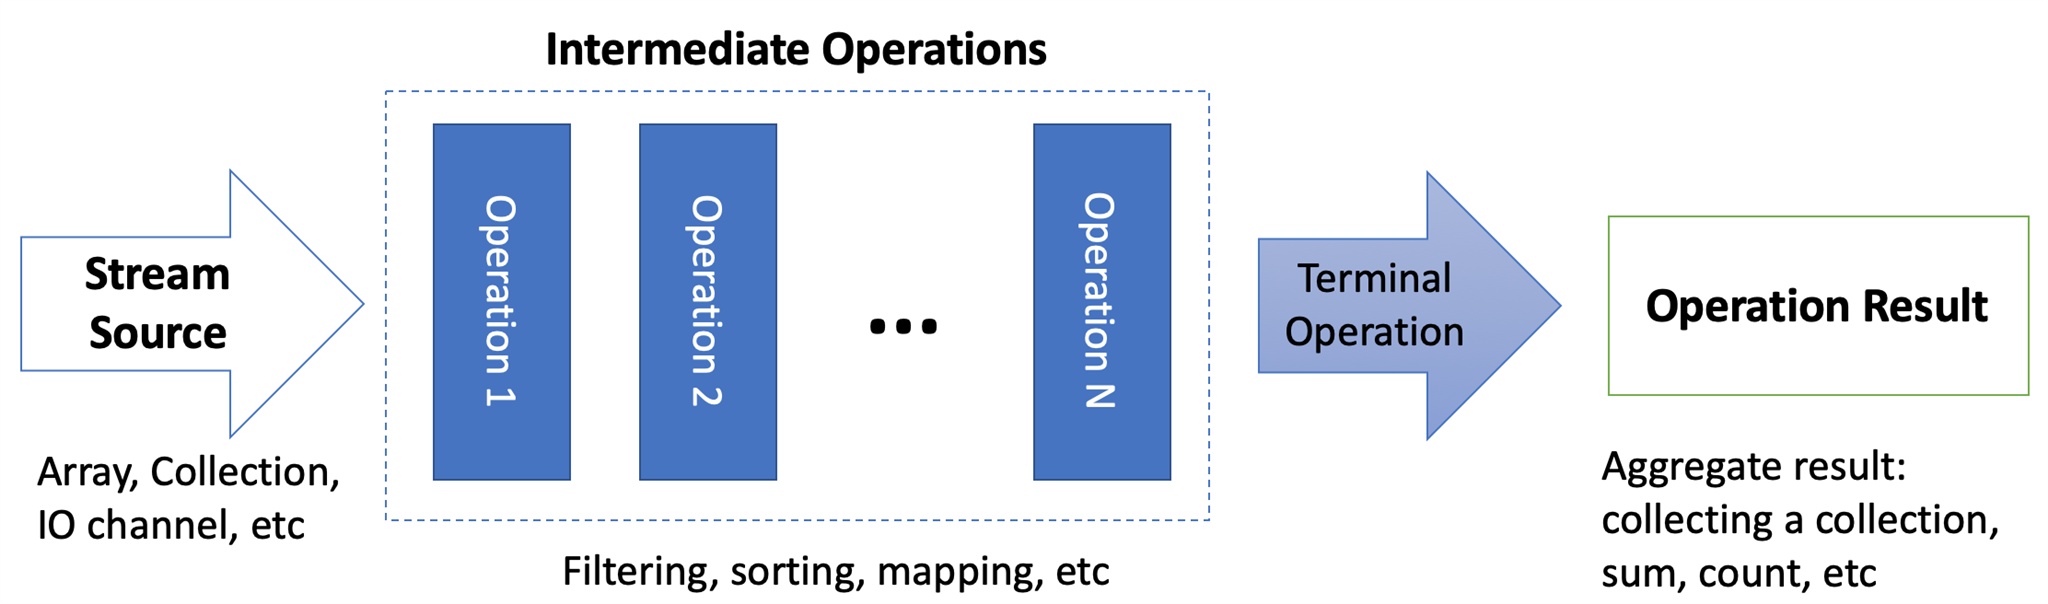 Intermediate Operations
Stream
Source
Array, Collection,
IO channel, etc
Operation 1
Operation 2
...
Operation N
Filtering, sorting, mapping, etc
Terminal
Operation
Operation Result
Aggregate result:
collecting a collection,
sum, count, etc